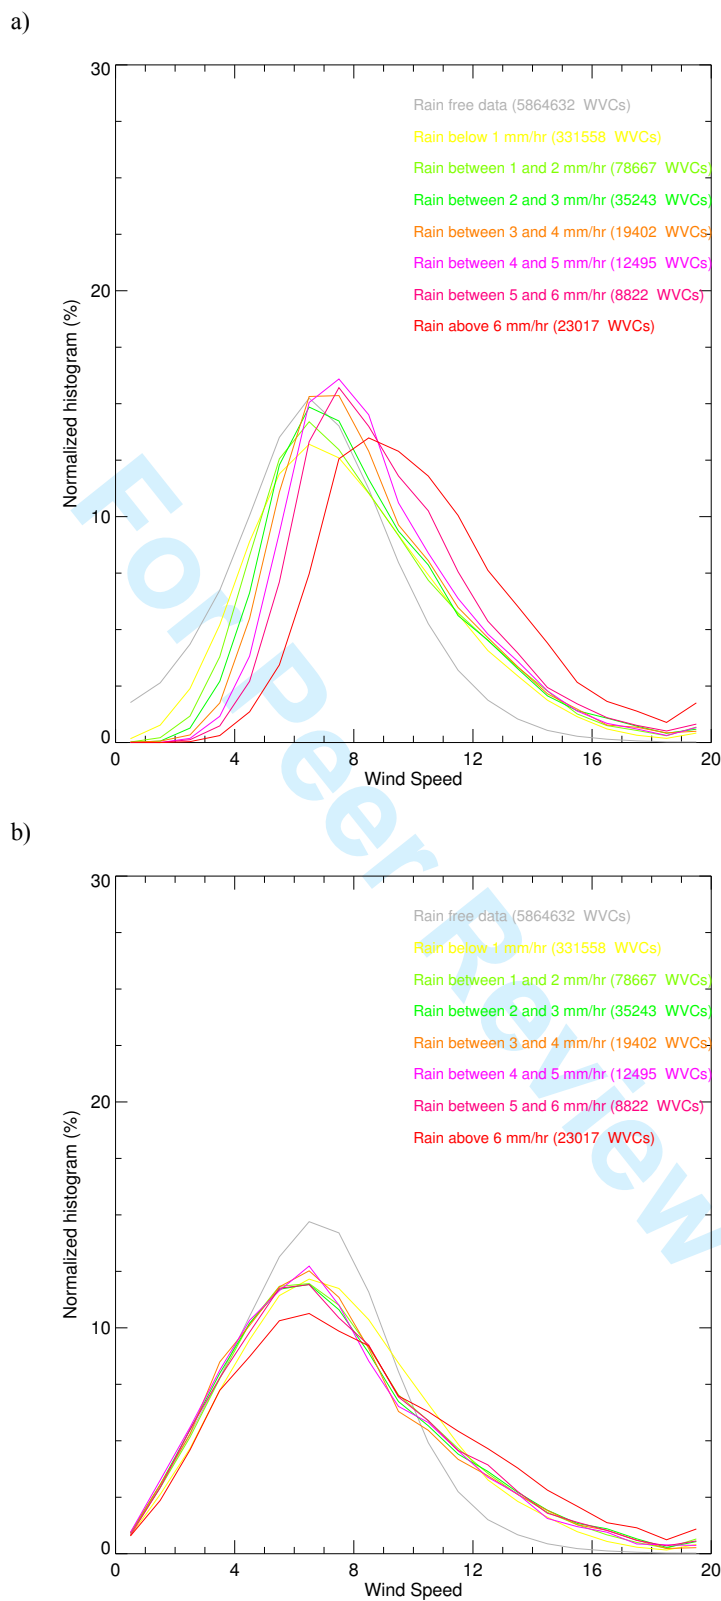 a)
30
20
10
0
Normalized histogram (%)
Rain free data (5864632 WVCs)
Rain below 1 mm/hr (331558 WVCs)
Rain between 1 and 2 mm/hr (78667 WVCs)
Rain between 2 and 3 mm/hr (35243 WVCs)
Rain between 3 and 4 mm/hr (19402 WVCs)
Rain between 4 and 5 mm/hr (12495 WVCs)
Rain between 5 and 6 mm/hr (8822 WVCs)
Rain above 6 mm/hr (23017 WVCs)
0 4 8 12 16 20
Wind Speed
For Peer Review
b)
30
20
10
0
Normalized histogram (%)
Rain free data (5864632 WVCs)
Rain below 1 mm/hr (331558 WVCs)
Rain between 1 and 2 mm/hr (78667 WVCs)
Rain between 2 and 3 mm/hr (35243 WVCs)
Rain between 3 and 4 mm/hr (19402 WVCs)
Rain between 4 and 5 mm/hr (12495 WVCs)
Rain between 5 and 6 mm/hr (8822 WVCs)
Rain above 6 mm/hr (23017 WVCs)
0 4 8 12 16 20
Wind Speed